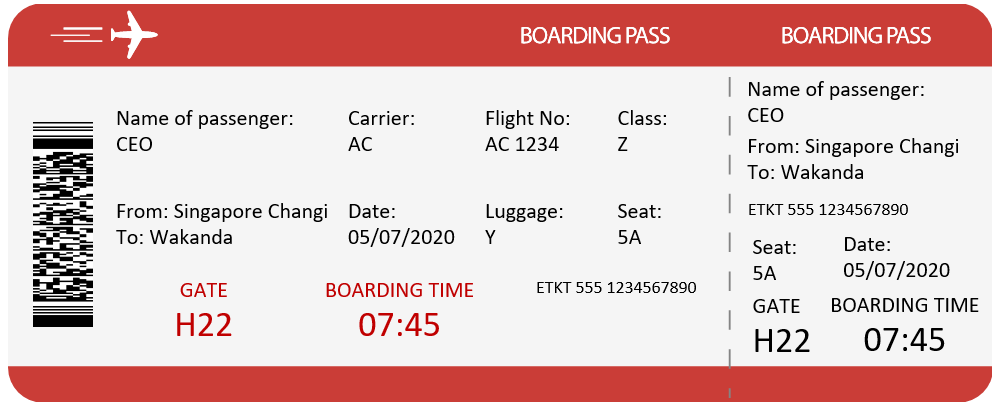 BOARDING PASS
BOARDING PASS
Name of passenger:
CEO
Carrier:
AC
Flight No:
AC 1234
Class:
Z
From: Singapore Changi
To: Wakanda
Date:
05/07/2020
Luggage:
Y
Seat:
5A
GATE
H22
BOARDING TIME
07:45
ETKT 555 1234567890
Name of passenger:
CEO
From: Singapore Changi
To: Wakanda
ETKT 555 1234567890
Seat:
5A
Date:
05/07/2020
GATE
H22
BOARDING TIME
07:45